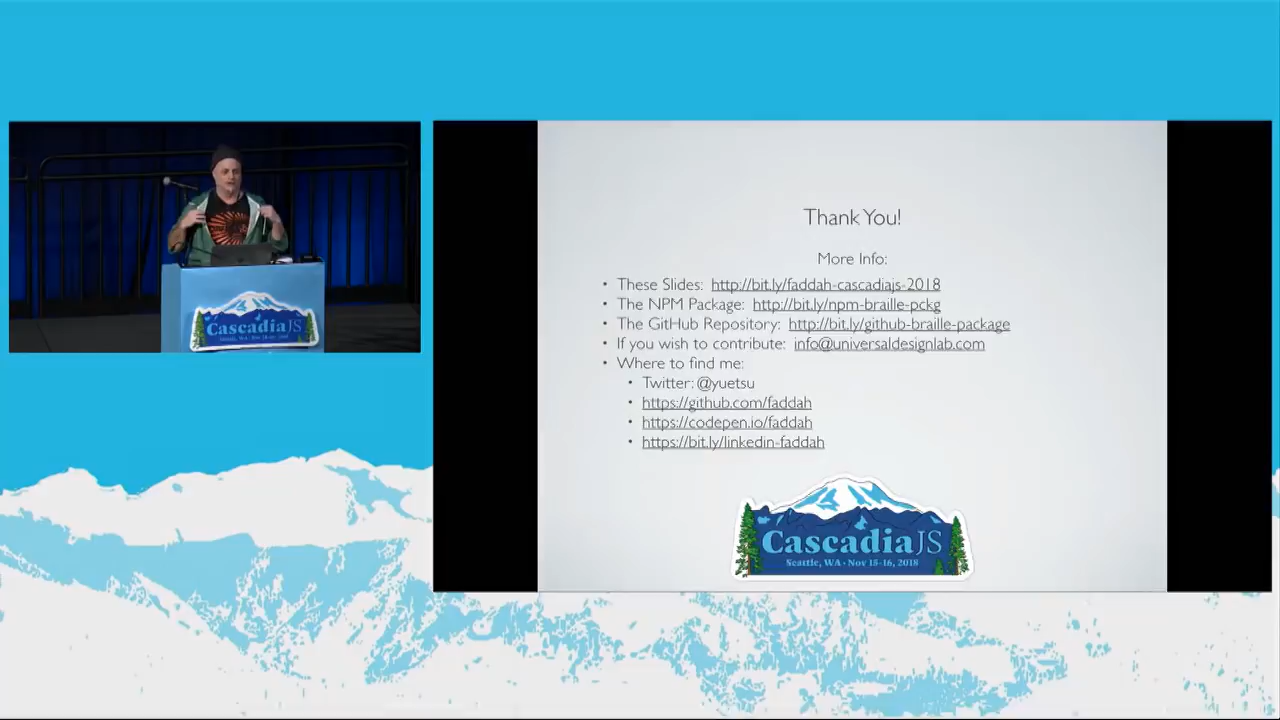 CascadiaJS
Thank You!
More Info:
• These Slides: http://bit.ly/faddah-cascadiajs-2018
• The NPM Package: http://bit.ly/npm-braille-pckg
• The GitHub Repository: http://bit.ly/github-braille-package
• If you wish to contribute: info@universaldesignlab.com
• Where to find me:
• Twitter: @yuetsu
• https://github.com/faddah
• https://codepen.io/faddah
• https://bit.ly/linkedin-faddah
CascadiaJS
Seattle, WA • Nov 15-16, 2018